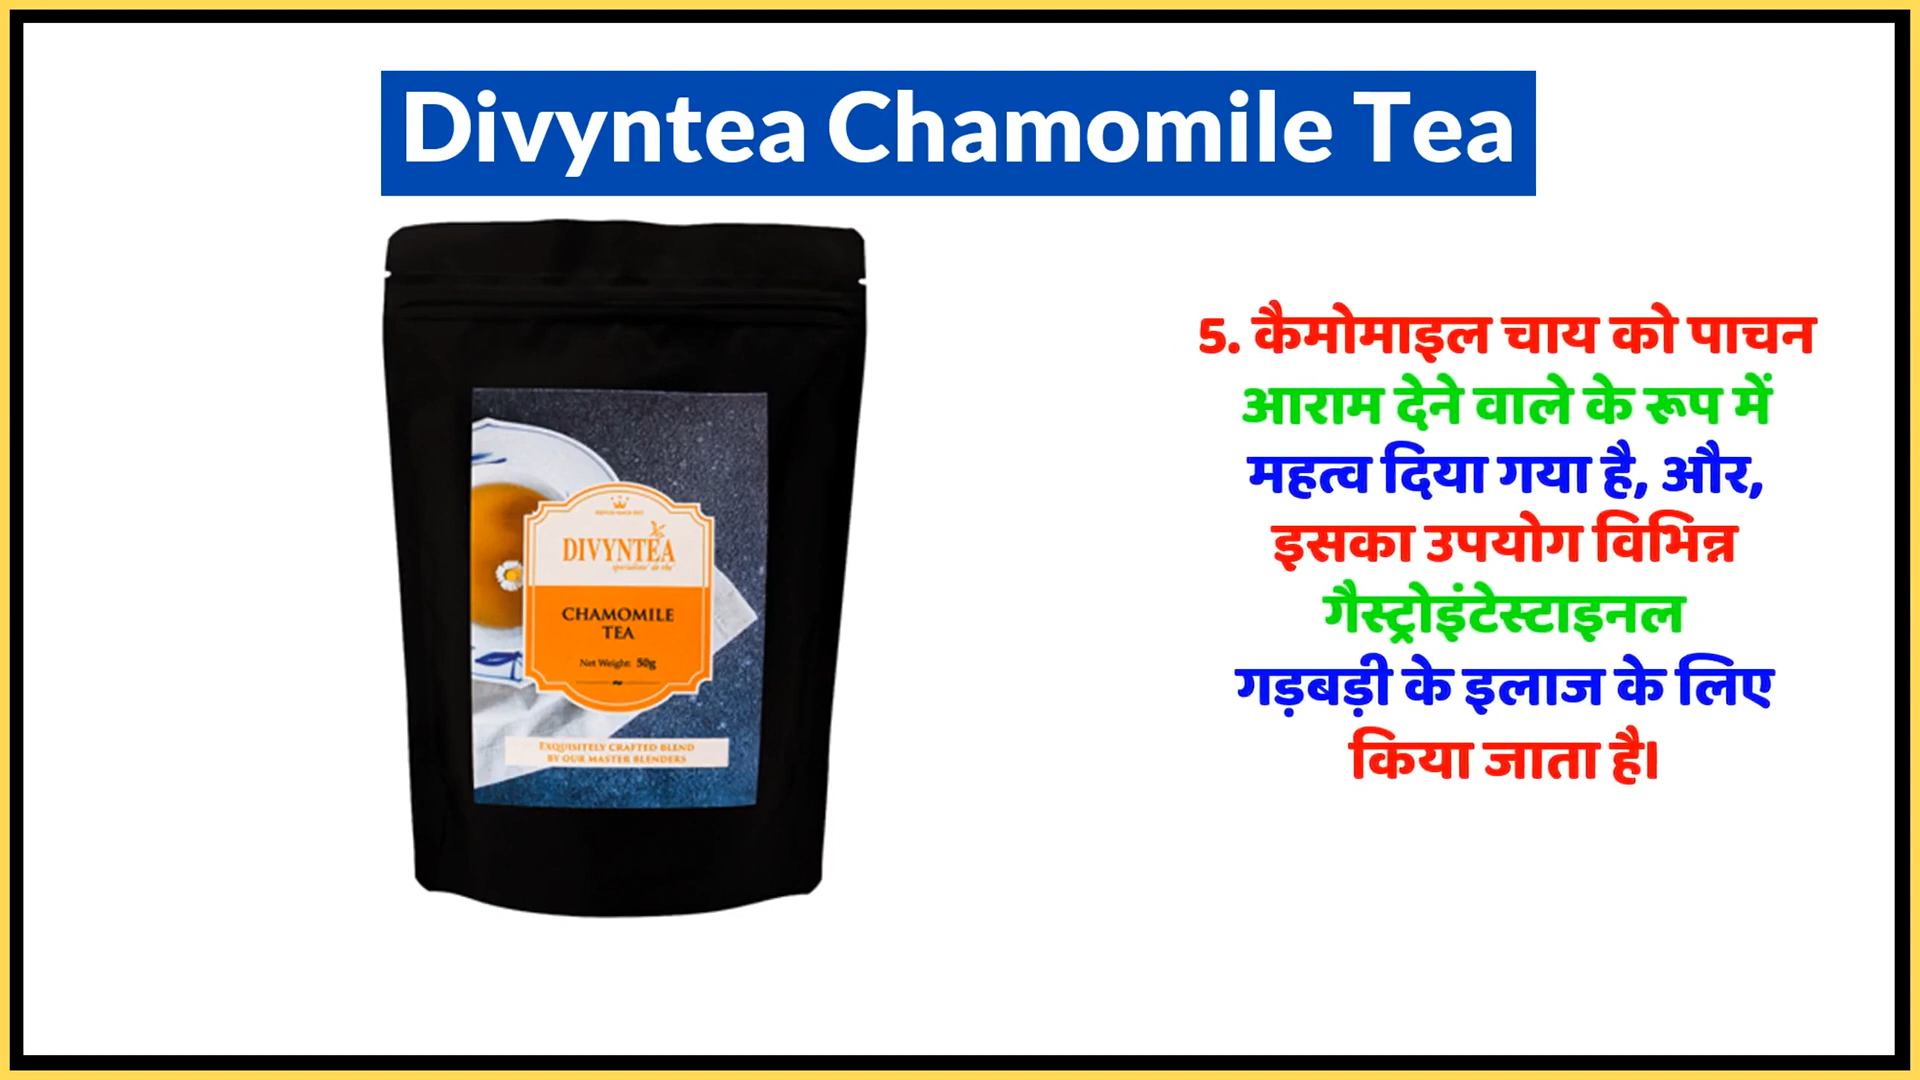 Divyntea Chamomile Tea
DIVYNTEA
CHAMOMILE
TEA
Net Weight: 50g
EXQUISITELY CRAFTED BLEND
BY OUR MASTER BLENDERS
5. कैमोमाइल चाय को पाचन
आराम देने वाले के रूप में
महत्व दिया गया है, और,
इसका उपयोग विभिन्न
गैस्ट्रोइंटेस्टाइनल
गड़बड़ी के इलाज के लिए
किया जाता है।